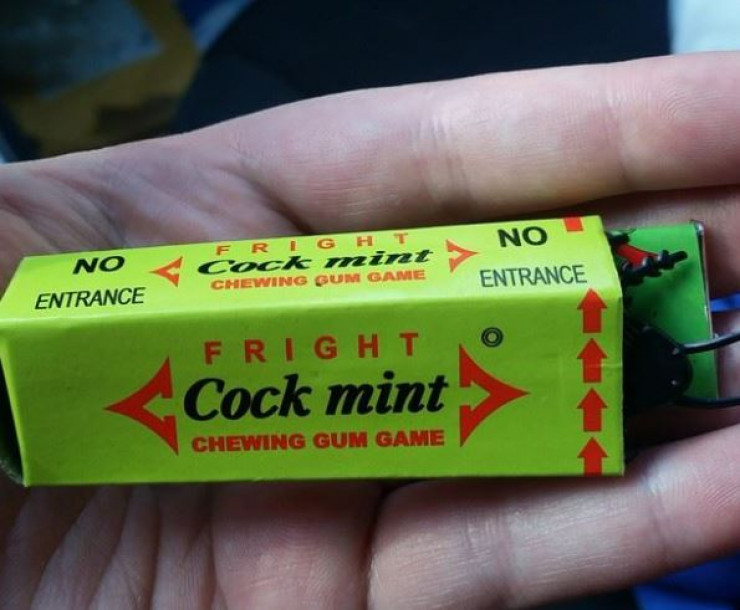 NO
ENTRANCE
FRIGHT
Cock mint
CHEWING GUM GAME
NO
ENTRANCE
FRIGHT
Cock mint
CHEWING GUM GAME